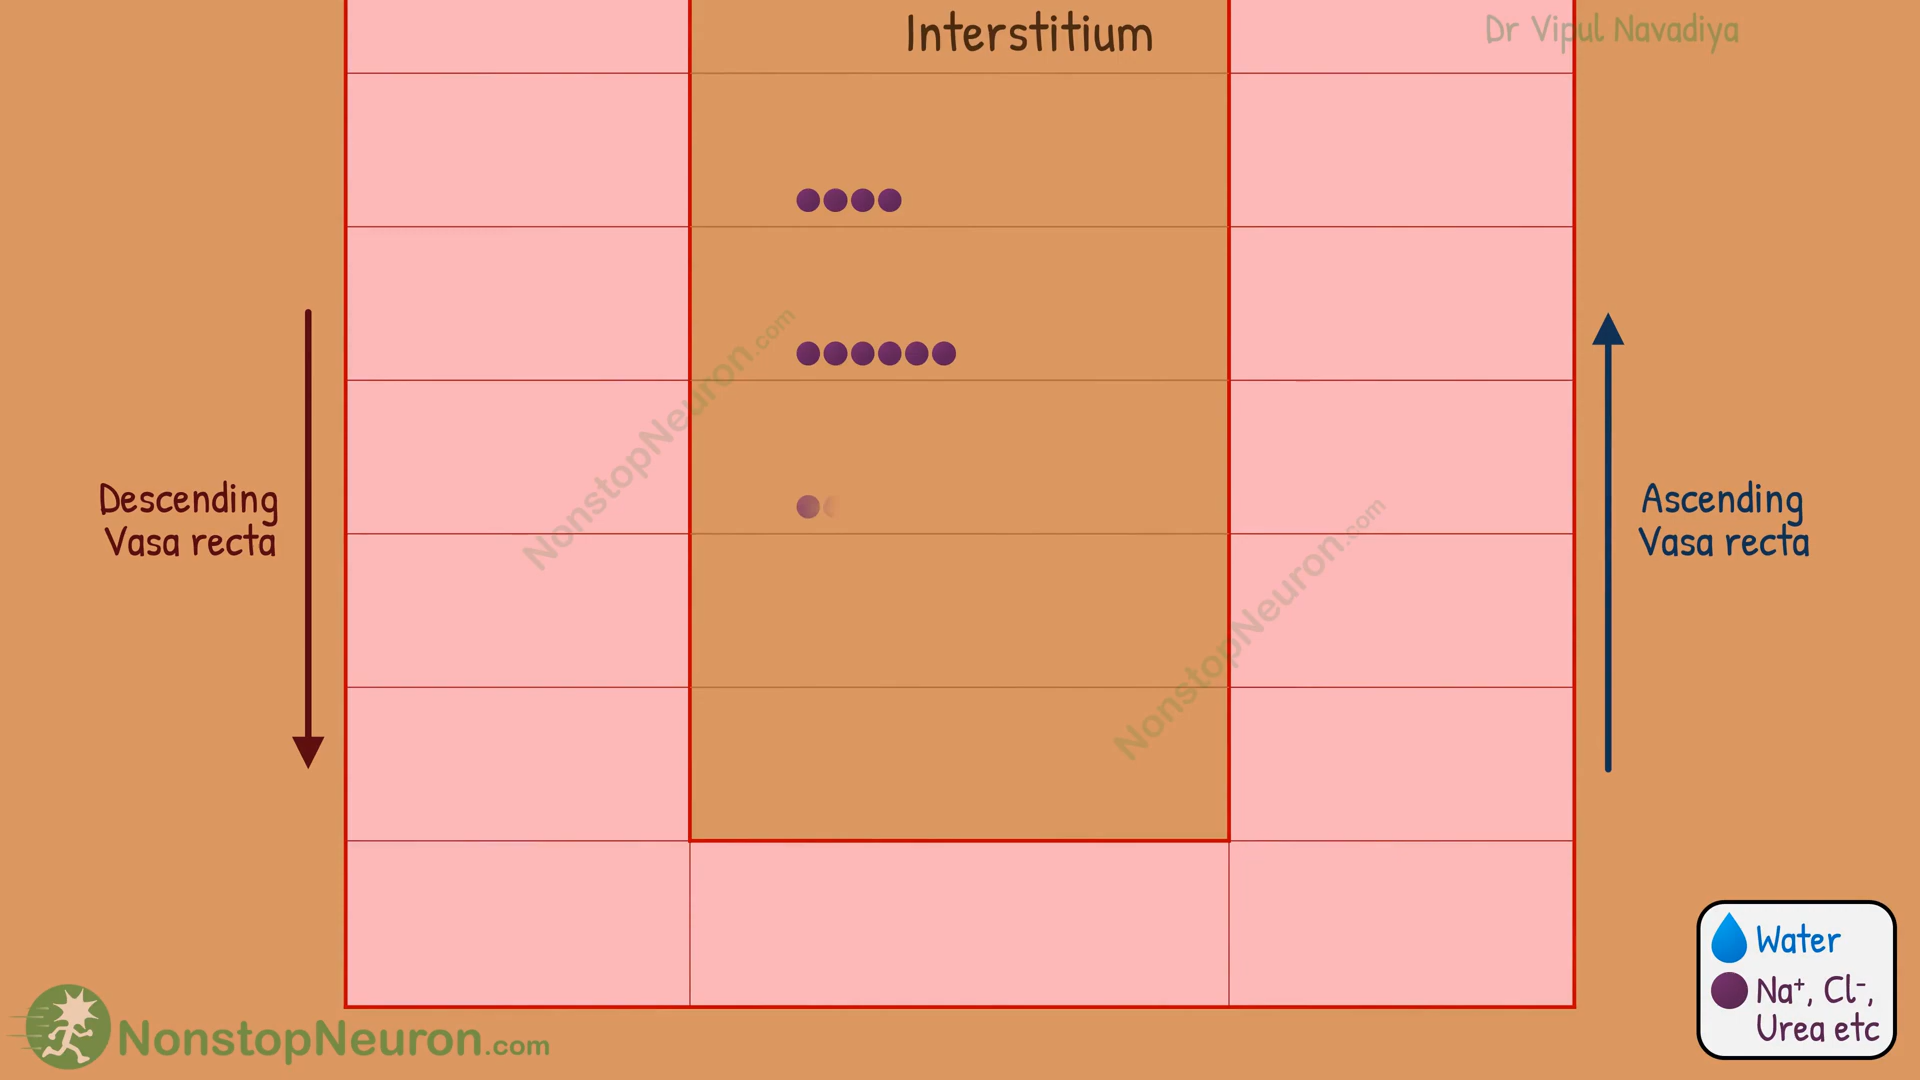 Interstitium
Dr Vipul Navadiya
NonstopNeuron.com
NonstopNeuron.com
Descending
Vasa recta
Ascending
Vasa recta
Water
Na⁺, Cl⁻,
Urea etc
NonstopNeuron.com